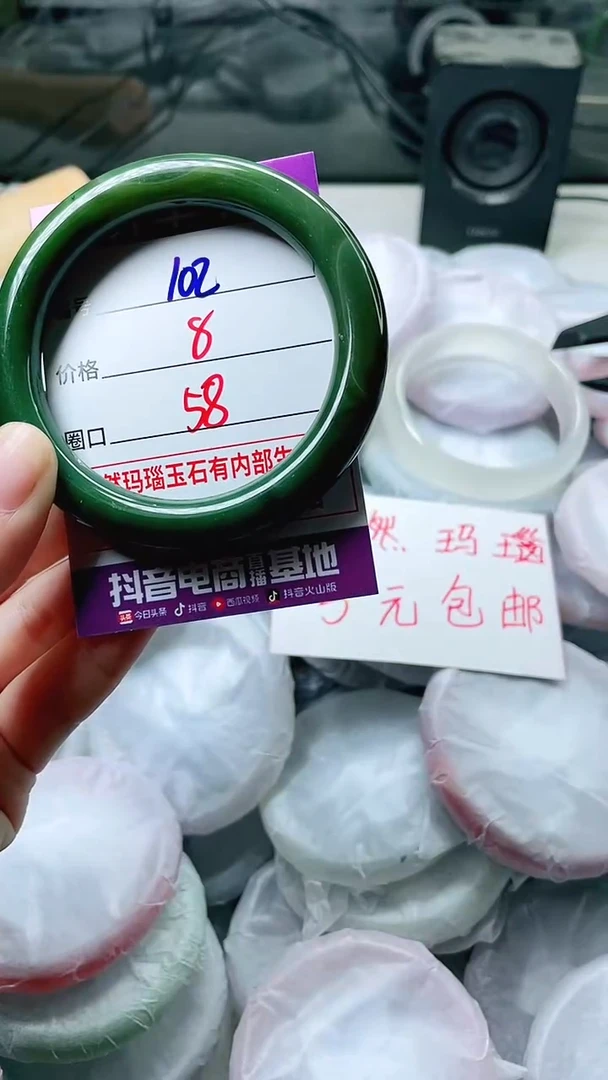 号 102
价格 8
圈口 58
然玛瑙玉石有内部生
抖音电商直播基地
今日头条 抖音 西瓜视频 抖音火山版
然 玛 瑙
元 包 邮